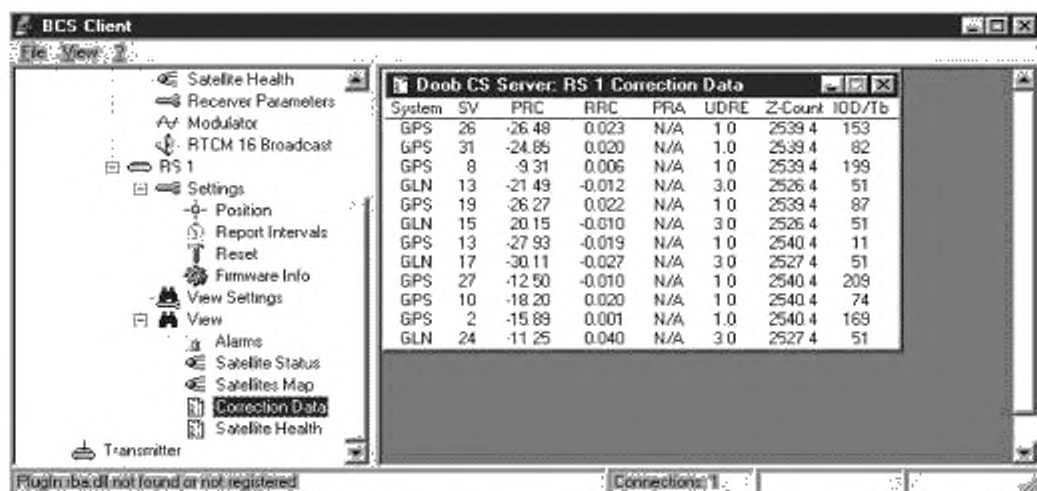 BCS Client
File View ?
Satellite Health
Receiver Parameters
Modulator
RTCM 16 Broadcast
RS 1
Settings
Position
Report Intervals
Reset
Firmware Info
View Settings
View
Alarms
Satellite Status
Satellites Map
Correction Data
Satellite Health
Transmitter
Doob CS Server: RS 1 Correction Data
System SV PRC RRC PRA UDRE Z-Count IOD/Tb
GPS 26 -26.48 0.023 N/A 1.0 2539.4 153
GPS 31 -24.85 0.020 N/A 1.0 2539.4 82
GPS 8 -9.31 0.006 N/A 1.0 2539.4 199
GLN 13 -21.49 -0.012 N/A 3.0 2526.4 51
GPS 19 -26.27 0.022 N/A 1.0 2539.4 87
GLN 15 20.15 -0.010 N/A 3.0 2526.4 51
GPS 13 -27.93 -0.019 N/A 1.0 2540.4 11
GLN 17 -30.11 -0.027 N/A 3.0 2527.4 51
GPS 27 -12.50 -0.010 N/A 1.0 2540.4 209
GPS 10 -18.20 0.020 N/A 1.0 2540.4 74
GPS 2 -15.89 0.001 N/A 1.0 2540.4 169
GLN 24 -11.25 0.040 N/A 3.0 2527.4 51
PlugIn rba.dll not found or not registered
Connections: 1